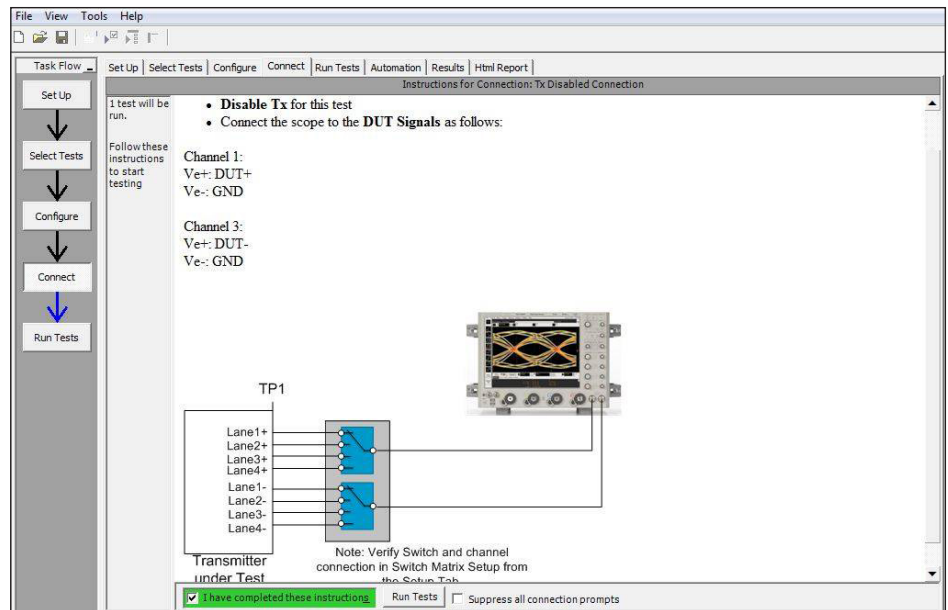 File View Tools Help
Task Flow
Set Up
Select Tests
Configure
Connect
Run Tests
Set Up Select Tests Configure Connect Run Tests Automation Results Html Report
Instructions for Connection: Tx Disabled Connection
1 test will be
run.
Follow these
instructions
to start
testing
• Disable Tx for this test
• Connect the scope to the DUT Signals as follows:
Channel 1:
Ve+: DUT+
Ve-: GND
Channel 3:
Ve+: DUT-
Ve-: GND
TP1
Lane1+
Lane2+
Lane3+
Lane4+
Lane1-
Lane2-
Lane3-
Lane4-
Transmitter
under Test
Note: Verify Switch and channel
connection in Switch Matrix Setup from
the Setup Tab
I have completed these instructions
Run Tests
Suppress all connection prompts